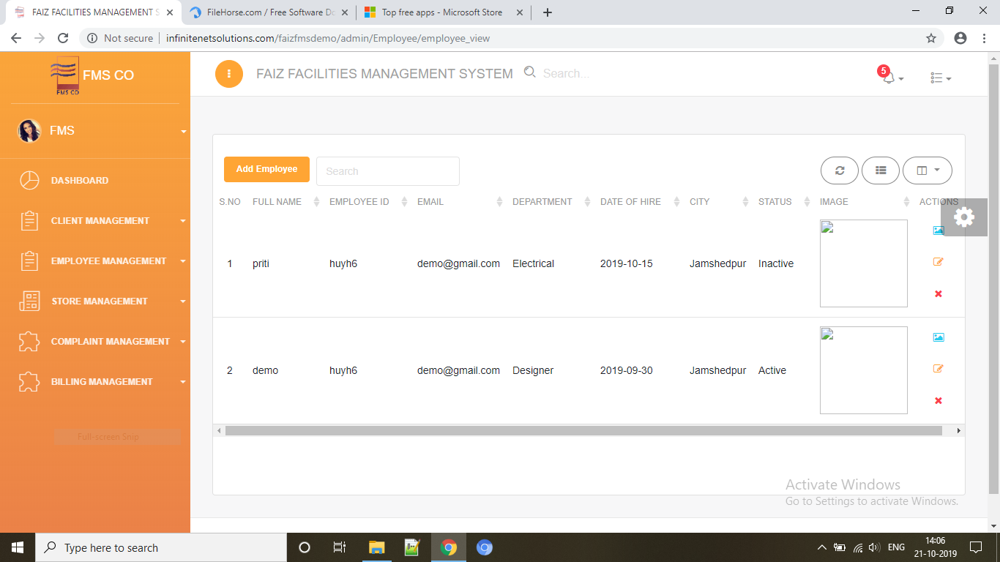 FAIZ FACILITIES MANAGEMENT S
FileHorse.com / Free Software Do
Top free apps - Microsoft Store
Not secure
infinitenetsolutions.com/faizfmsdemo/admin/Employee/employee_view
FMS CO
FMS CO
FAIZ FACILITIES MANAGEMENT SYSTEM
Search...
5
FMS
DASHBOARD
CLIENT MANAGEMENT
EMPLOYEE MANAGEMENT
STORE MANAGEMENT
COMPLAINT MANAGEMENT
BILLING MANAGEMENT
Full-screen Snip
Add Employee
Search
S.NO FULL NAME EMPLOYEE ID EMAIL DEPARTMENT DATE OF HIRE CITY STATUS IMAGE ACTIONS
1 priti huyh6 demo@gmail.com Electrical 2019-10-15 Jamshedpur Inactive
2 demo huyh6 demo@gmail.com Designer 2019-09-30 Jamshedpur Active
Activate Windows
Go to Settings to activate Windows.
Type here to search
ENG
14:06
21-10-2019